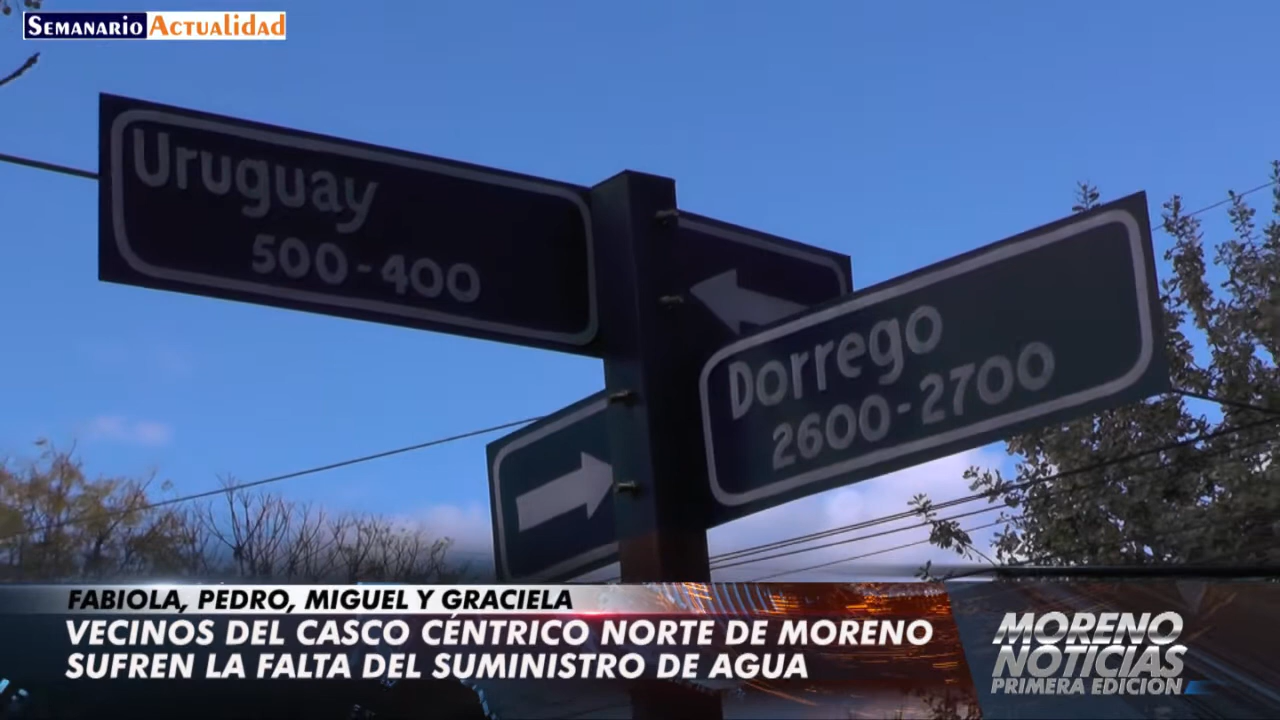 Semanario Actualidad
Uruguay
500-400
Dorrego
2600-2700
FABIOLA, PEDRO, MIGUEL Y GRACIELA
VECINOS DEL CASCO CÉNTRICO NORTE DE MORENO
SUFREN LA FALTA DEL SUMINISTRO DE AGUA
MORENO
NOTICIAS
PRIMERA EDICIÓN